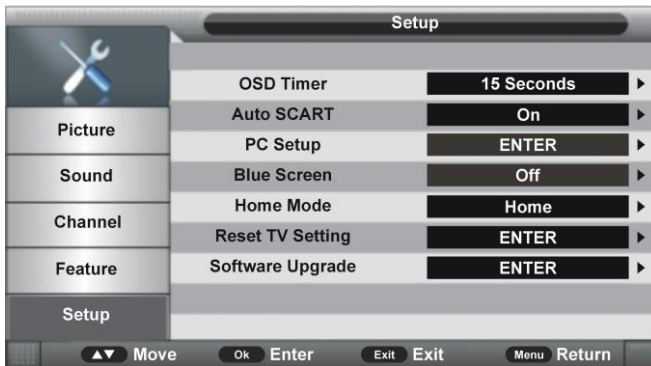 Setup
OSD Timer 15 Seconds
Auto SCART On
PC Setup ENTER
Blue Screen Off
Home Mode Home
Reset TV Setting ENTER
Software Upgrade ENTER
Picture
Sound
Channel
Feature
Setup
Move Ok Enter Exit Exit Menu Return